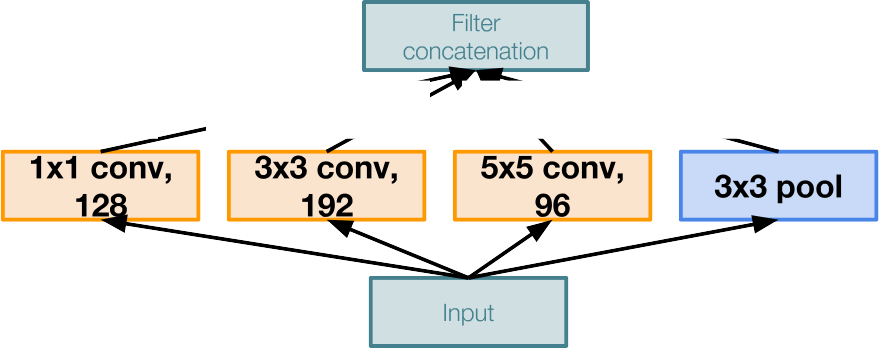 Filter
concatenation
1x1 conv,
128
3x3 conv,
192
5x5 conv,
96
3x3 pool
Input